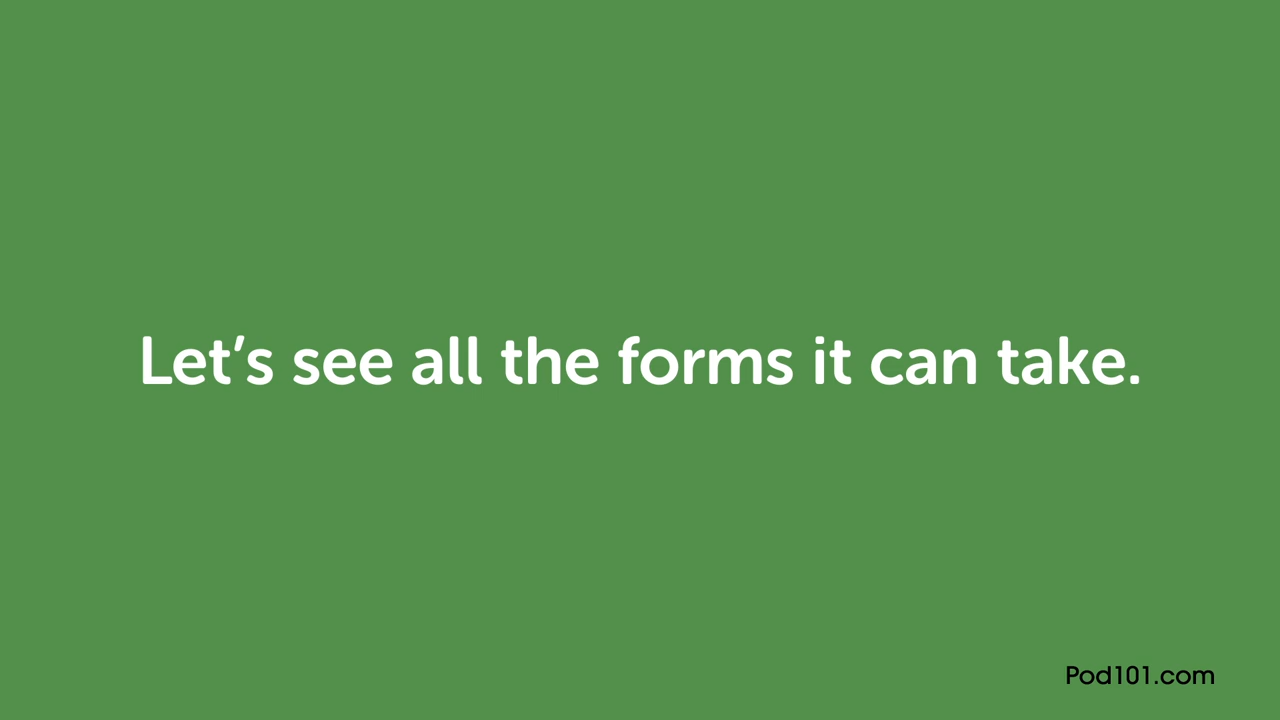 Let’s see all the forms it can take.
Pod101.com